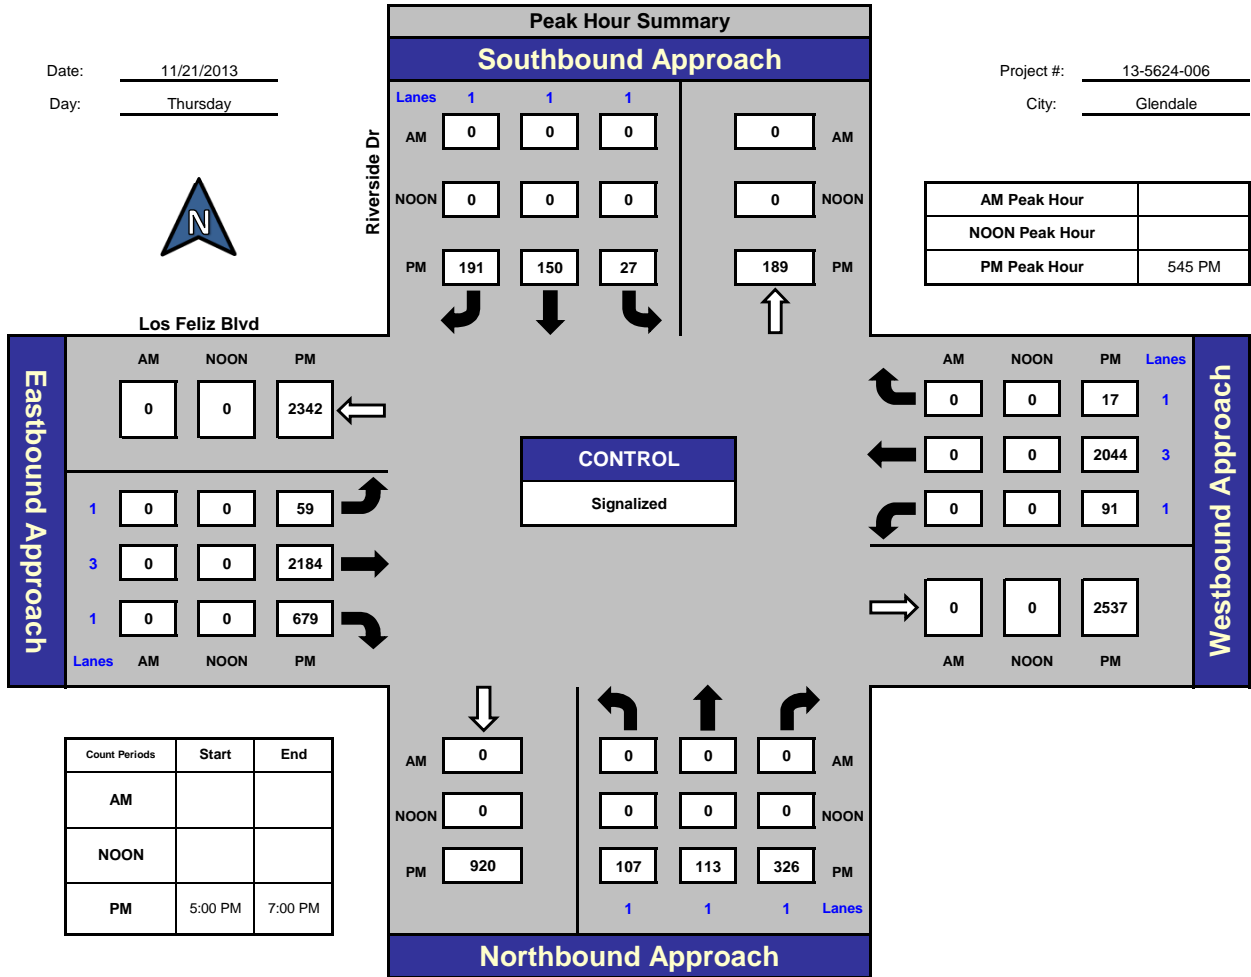 Peak Hour Summary
Southbound Approach
Date: 11/21/2013
Day: Thursday
Project #: 13-5624-006
City: Glendale
N
Riverside Dr
Lanes 1 1 1
AM 0 0 0 0 AM
NOON 0 0 0 0 NOON
PM 191 150 27 189 PM
AM Peak Hour
NOON Peak Hour
PM Peak Hour 545 PM
Los Feliz Blvd
Eastbound Approach
AM NOON PM
0 0 2342
1 0 0 59
3 0 0 2184
1 0 0 679
Lanes AM NOON PM
CONTROL
Signalized
AM NOON PM Lanes
0 0 17 1
0 0 2044 3
0 0 91 1
0 0 2537
AM NOON PM
Westbound Approach
Count Periods Start End
AM
NOON
PM 5:00 PM 7:00 PM
AM 0 0 0 0 AM
NOON 0 0 0 0 NOON
PM 920 107 113 326 PM
1 1 1 Lanes
Northbound Approach